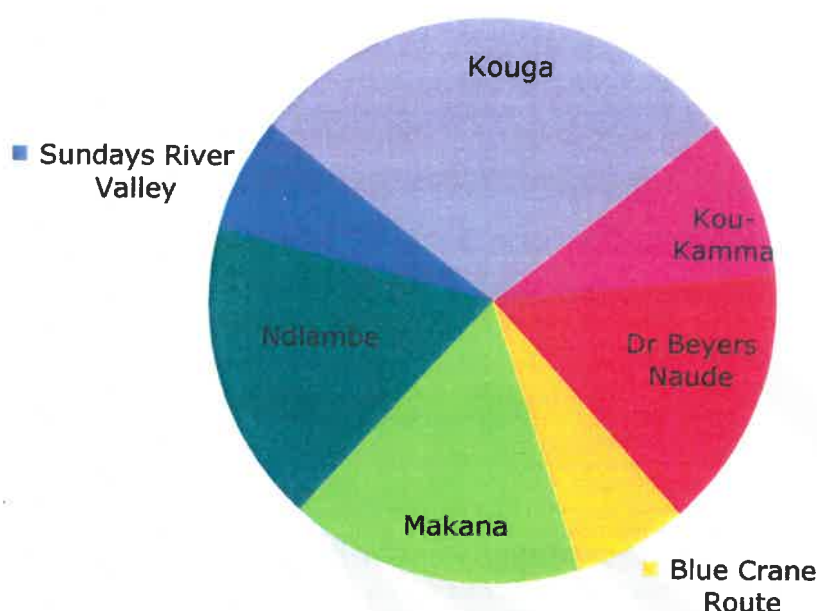 Kouga
Sundays River
Valley
Kou-
Kamma
Ndlambe
Dr Beyers
Naude
Makana
Blue Crane
Route